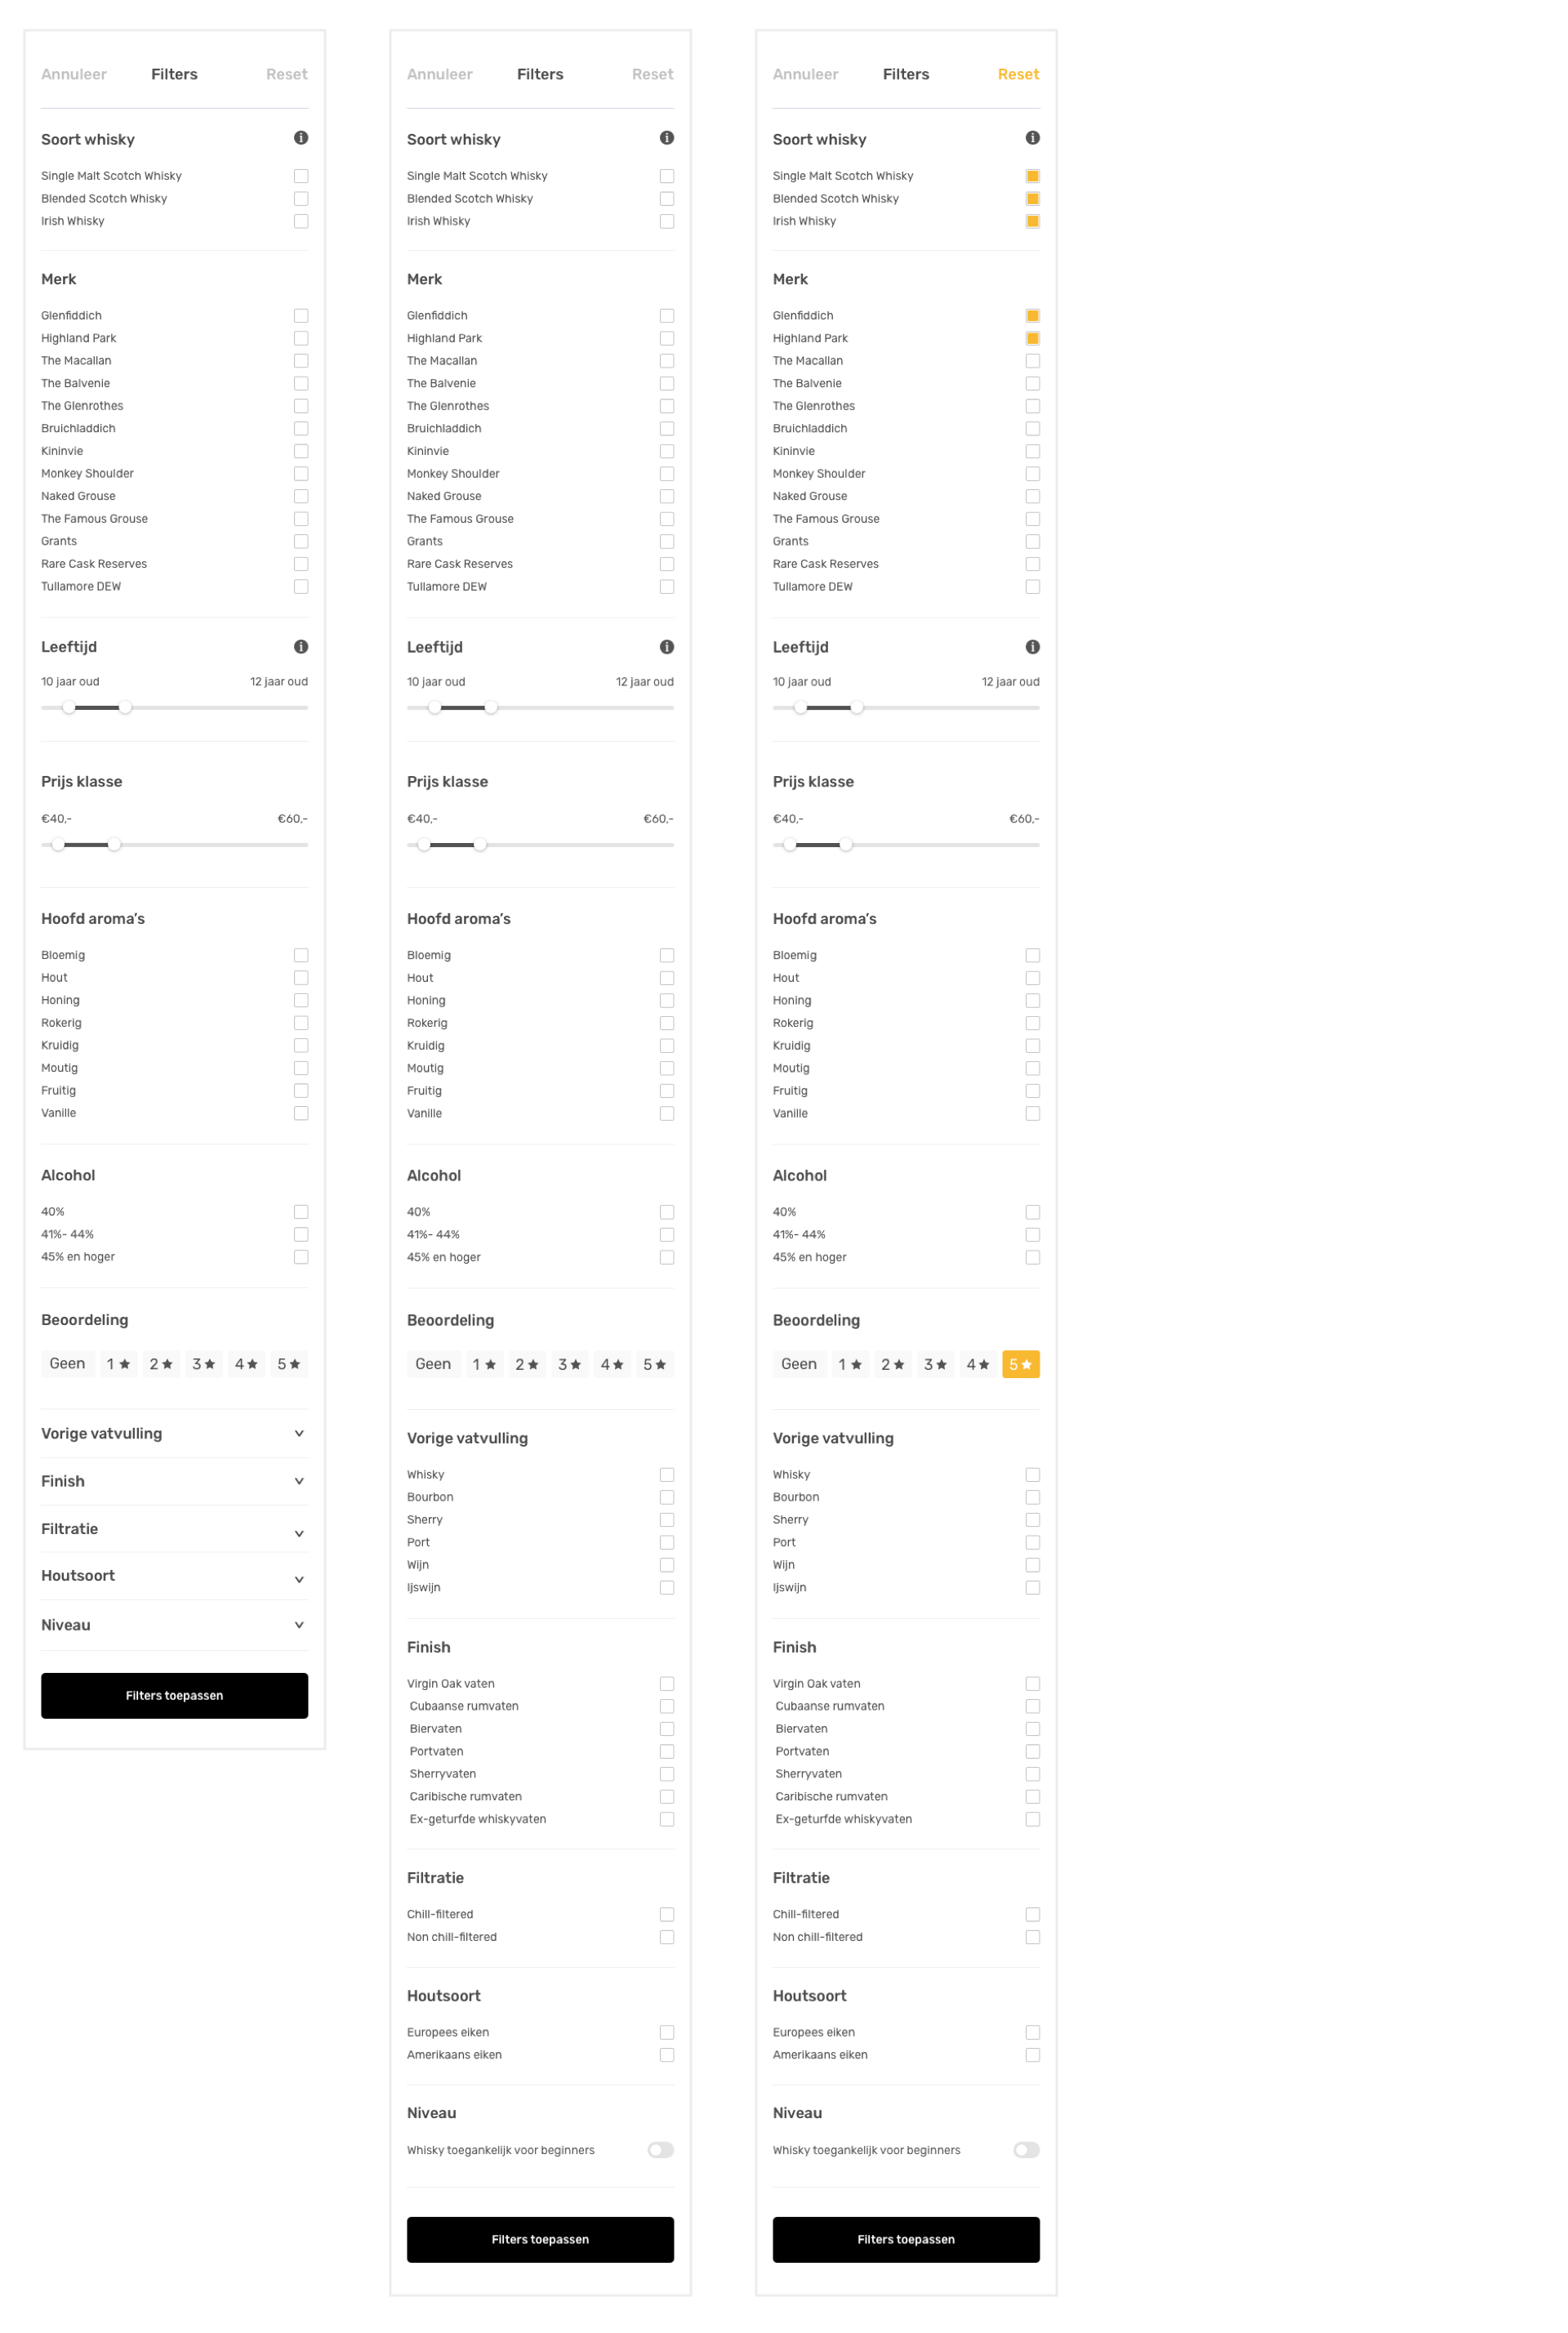 Annuleer Filters Reset
Soort whisky
Single Malt Scotch Whisky
Blended Scotch Whisky
Irish Whisky
Merk
Glenfiddich
Highland Park
The Macallan
The Balvenie
The Glenrothes
Bruichladdich
Kininvie
Monkey Shoulder
Naked Grouse
The Famous Grouse
Grants
Rare Cask Reserves
Tullamore DEW
Leeftijd
10 jaar oud 12 jaar oud
Prijs klasse
€40,- €60,-
Hoofd aroma’s
Bloemig
Hout
Honing
Rokerig
Kruidig
Moutig
Fruitig
Vanille
Alcohol
40%
41%- 44%
45% en hoger
Beoordeling
Geen 1 ★ 2 ★ 3 ★ 4 ★ 5 ★
Vorige vatvulling
Finish
Filtratie
Houtsoort
Niveau
Filters toepassen
Annuleer Filters Reset
Soort whisky
Single Malt Scotch Whisky
Blended Scotch Whisky
Irish Whisky
Merk
Glenfiddich
Highland Park
The Macallan
The Balvenie
The Glenrothes
Bruichladdich
Kininvie
Monkey Shoulder
Naked Grouse
The Famous Grouse
Grants
Rare Cask Reserves
Tullamore DEW
Leeftijd
10 jaar oud 12 jaar oud
Prijs klasse
€40,- €60,-
Hoofd aroma’s
Bloemig
Hout
Honing
Rokerig
Kruidig
Moutig
Fruitig
Vanille
Alcohol
40%
41%- 44%
45% en hoger
Beoordeling
Geen 1 ★ 2 ★ 3 ★ 4 ★ 5 ★
Vorige vatvulling
Whisky
Bourbon
Sherry
Port
Wijn
Ijswijn
Finish
Virgin Oak vaten
Cubaanse rumvaten
Biervaten
Portvaten
Sherryvaten
Caribische rumvaten
Ex-geturfde whiskyvaten
Filtratie
Chill-filtered
Non chill-filtered
Houtsoort
Europees eiken
Amerikaans eiken
Niveau
Whisky toegankelijk voor beginners
Filters toepassen
Annuleer Filters Reset
Soort whisky
Single Malt Scotch Whisky
Blended Scotch Whisky
Irish Whisky
Merk
Glenfiddich
Highland Park
The Macallan
The Balvenie
The Glenrothes
Bruichladdich
Kininvie
Monkey Shoulder
Naked Grouse
The Famous Grouse
Grants
Rare Cask Reserves
Tullamore DEW
Leeftijd
10 jaar oud 12 jaar oud
Prijs klasse
€40,- €60,-
Hoofd aroma’s
Bloemig
Hout
Honing
Rokerig
Kruidig
Moutig
Fruitig
Vanille
Alcohol
40%
41%- 44%
45% en hoger
Beoordeling
Geen 1 ★ 2 ★ 3 ★ 4 ★ 5 ★
Vorige vatvulling
Whisky
Bourbon
Sherry
Port
Wijn
Ijswijn
Finish
Virgin Oak vaten
Cubaanse rumvaten
Biervaten
Portvaten
Sherryvaten
Caribische rumvaten
Ex-geturfde whiskyvaten
Filtratie
Chill-filtered
Non chill-filtered
Houtsoort
Europees eiken
Amerikaans eiken
Niveau
Whisky toegankelijk voor beginners
Filters toepassen